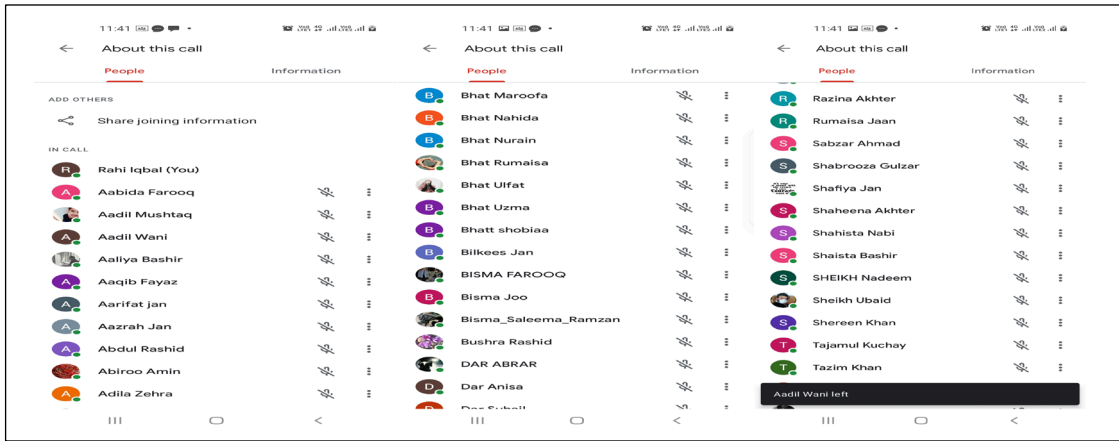 11:41
About this call
People Information
ADD OTHERS
Share joining information
IN CALL
R Rahi Iqbal (You)
A Aabida Farooq
Aadil Mushtaq
A Aadil Wani
Aaliya Bashir
A Aaqib Fayaz
A Aarifat jan
A Aazrah Jan
A Abdul Rashid
Abiroo Amin
A Adila Zehra
11:41
About this call
People Information
B Bhat Maroofa
B Bhat Nahida
B Bhat Nurain
Bhat Rumaisa
Bhat Ulfat
B Bhat Uzma
B Bhatt shobiaa
B Bilkees Jan
BISMA FAROOQ
B Bisma Joo
Bisma_Saleema_Ramzan
Bushra Rashid
DAR ABRAR
D Dar Anisa
D Dar Suhail
11:41
About this call
People Information
R Razina Akhter
R Rumaisa Jaan
S Sabzar Ahmad
S Shabrooza Gulzar
Shafiya Jan
S Shaheena Akhter
S Shahista Nabi
S Shaista Bashir
S SHEIKH Nadeem
Sheikh Ubaid
S Shereen Khan
T Tajamul Kuchay
T Tazim Khan
Aadil Wani left